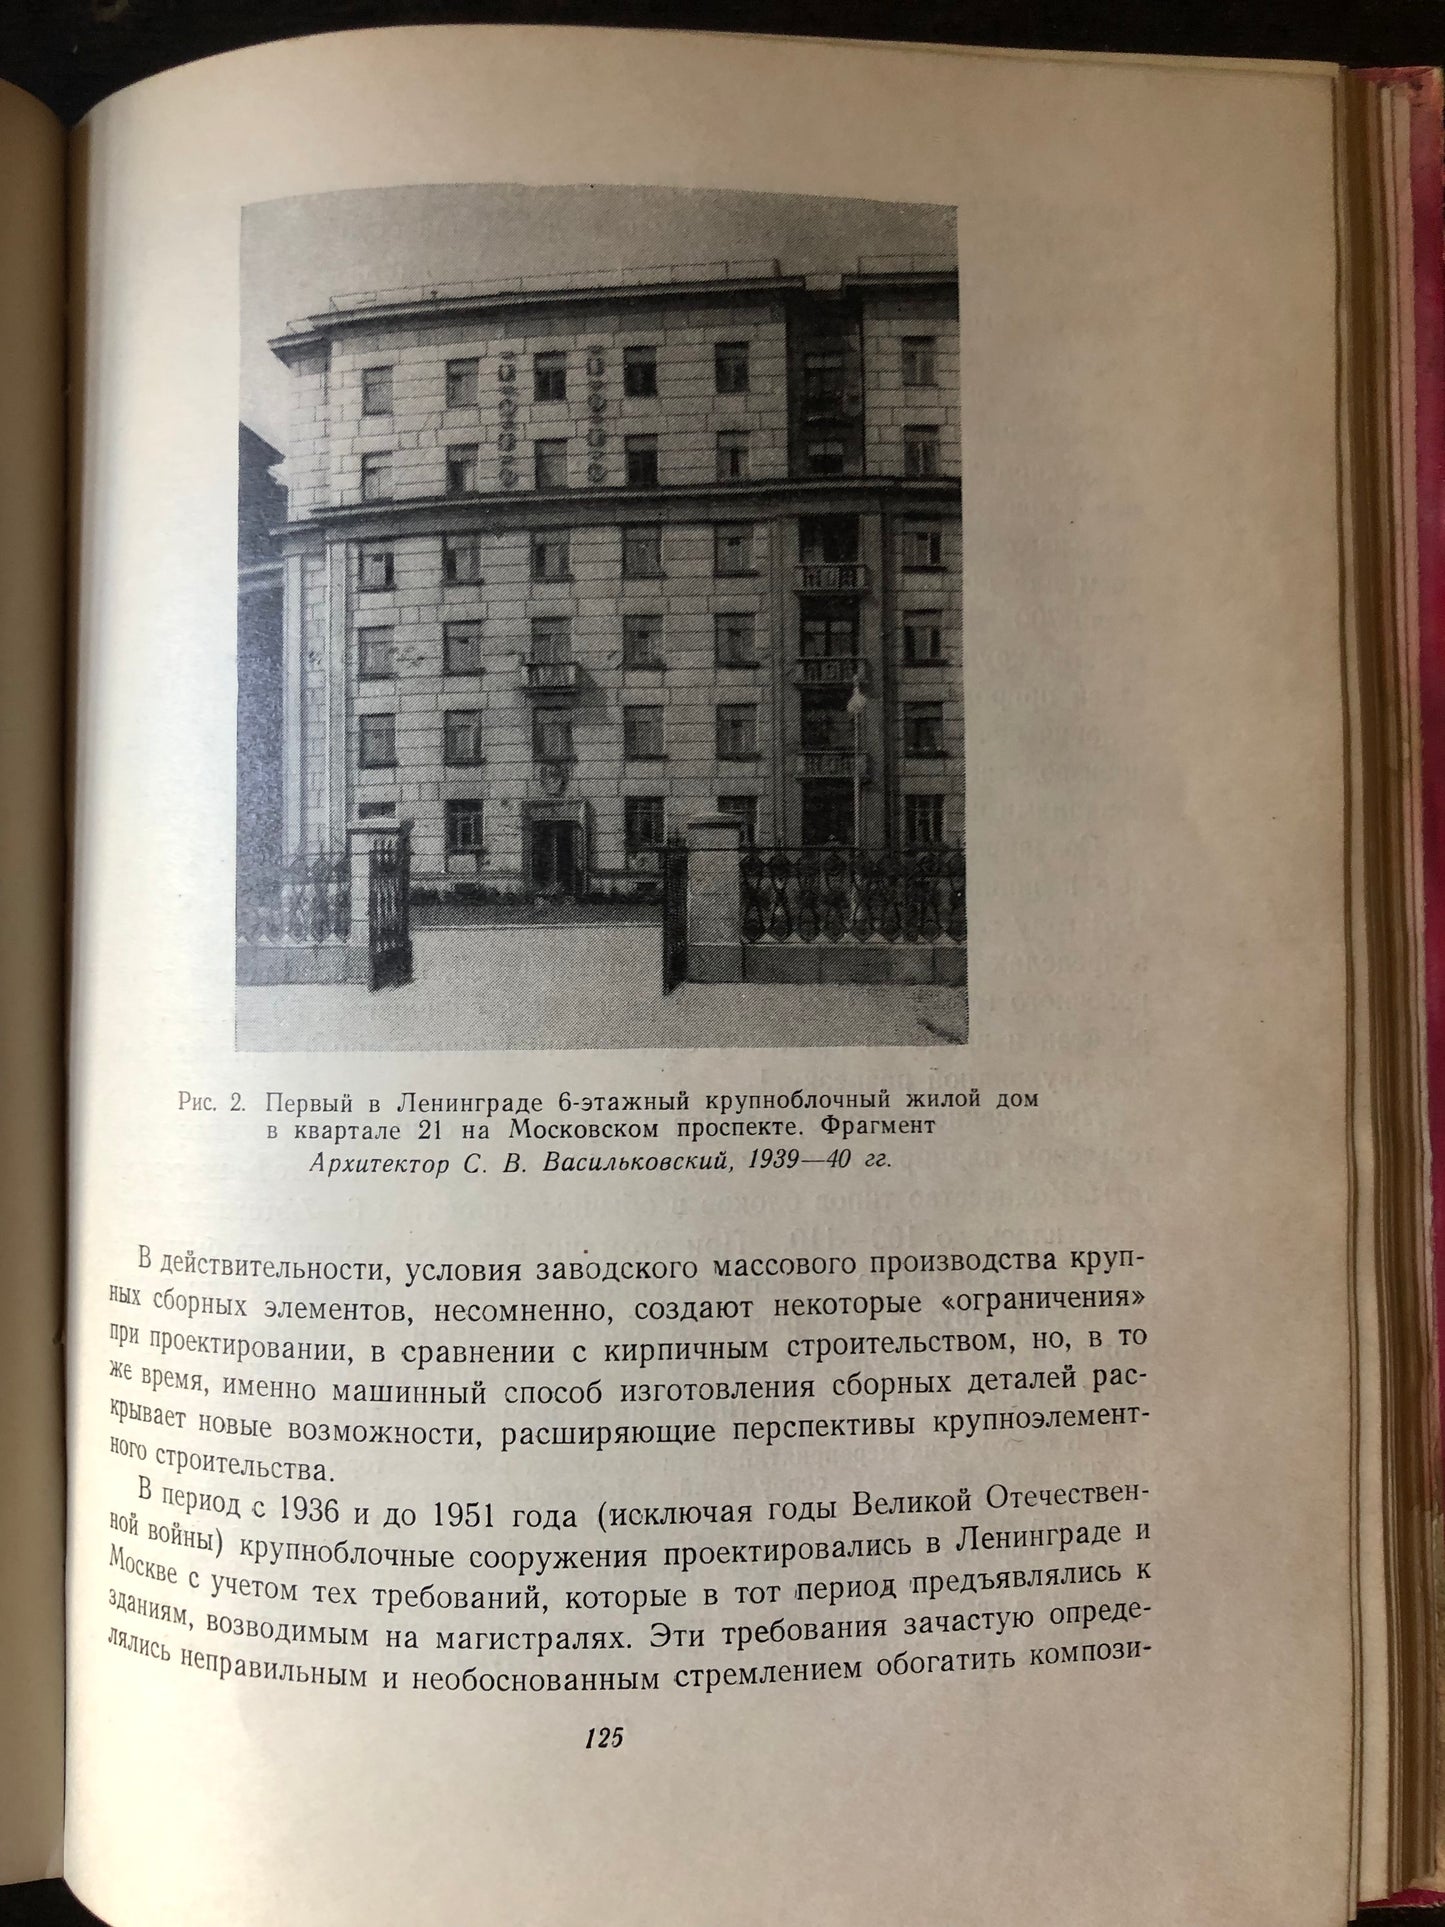 Рис. 2. Первый в Ленинграде 6-этажный крупноблочный жилой дом
в квартале 21 на Московском проспекте. Фрагмент
Архитектор С. В. Васильковский, 1939—40 гг.
В действительности, условия заводского массового производства круп-
ных сборных элементов, несомненно, создают некоторые «ограничения»
при проектировании, в сравнении с кирпичным строительством, но, в то
же время, именно машинный способ изготовления сборных деталей рас-
крывает новые возможности, расширяющие перспективы крупноэлемент-
ного строительства.
В период с 1936 и до 1951 года (исключая годы Великой Отечествен-
ной войны) крупноблочные сооружения проектировались в Ленинграде и
Москве с учетом тех требований, которые в тот период предъявлялись к
зданиям, возводимым на магистралях. Эти требования зачастую опреде-
лялись неправильным и необоснованным стремлением обогатить компози-
125